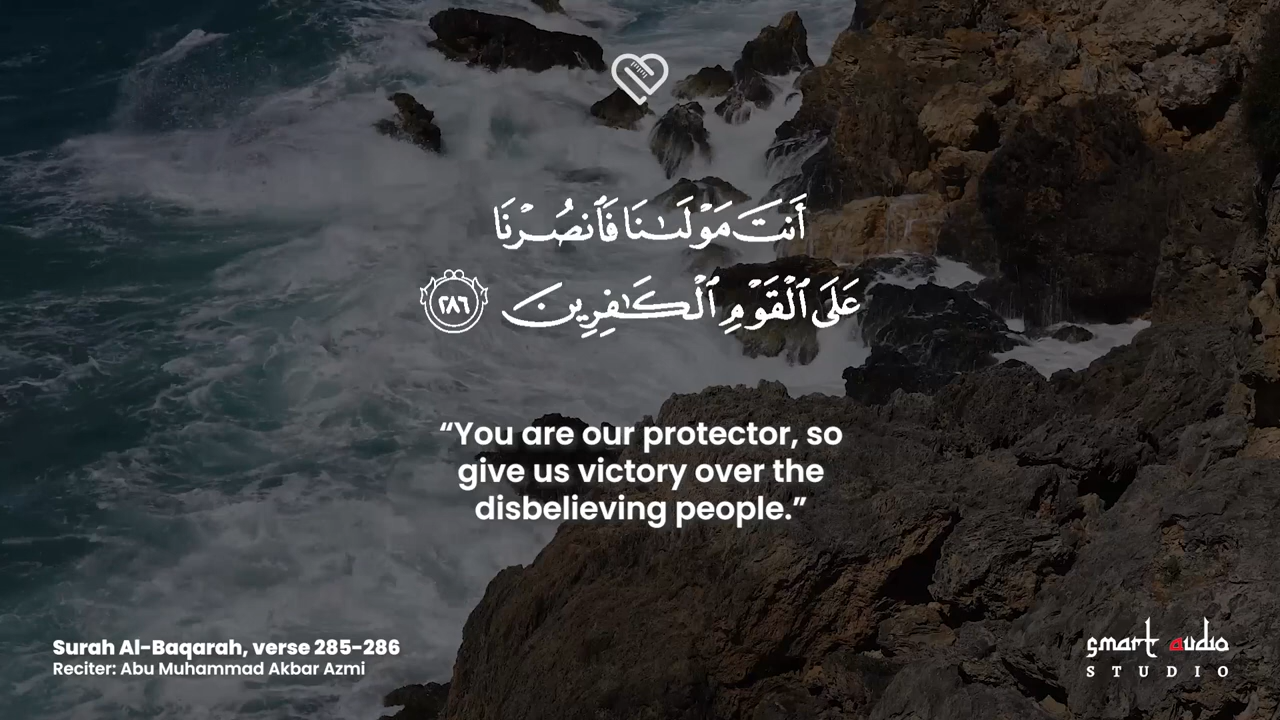 أَنتَ مَوْلَىٰنَا فَٱنصُرْنَا
عَلَى ٱلْقَوْمِ ٱلْكَـٰفِرِينَ ٢٨٦
“You are our protector, so
give us victory over the
disbelieving people.”
Surah Al-Baqarah, verse 285-286
Reciter: Abu Muhammad Akbar Azmi
smart audio
STUDIO